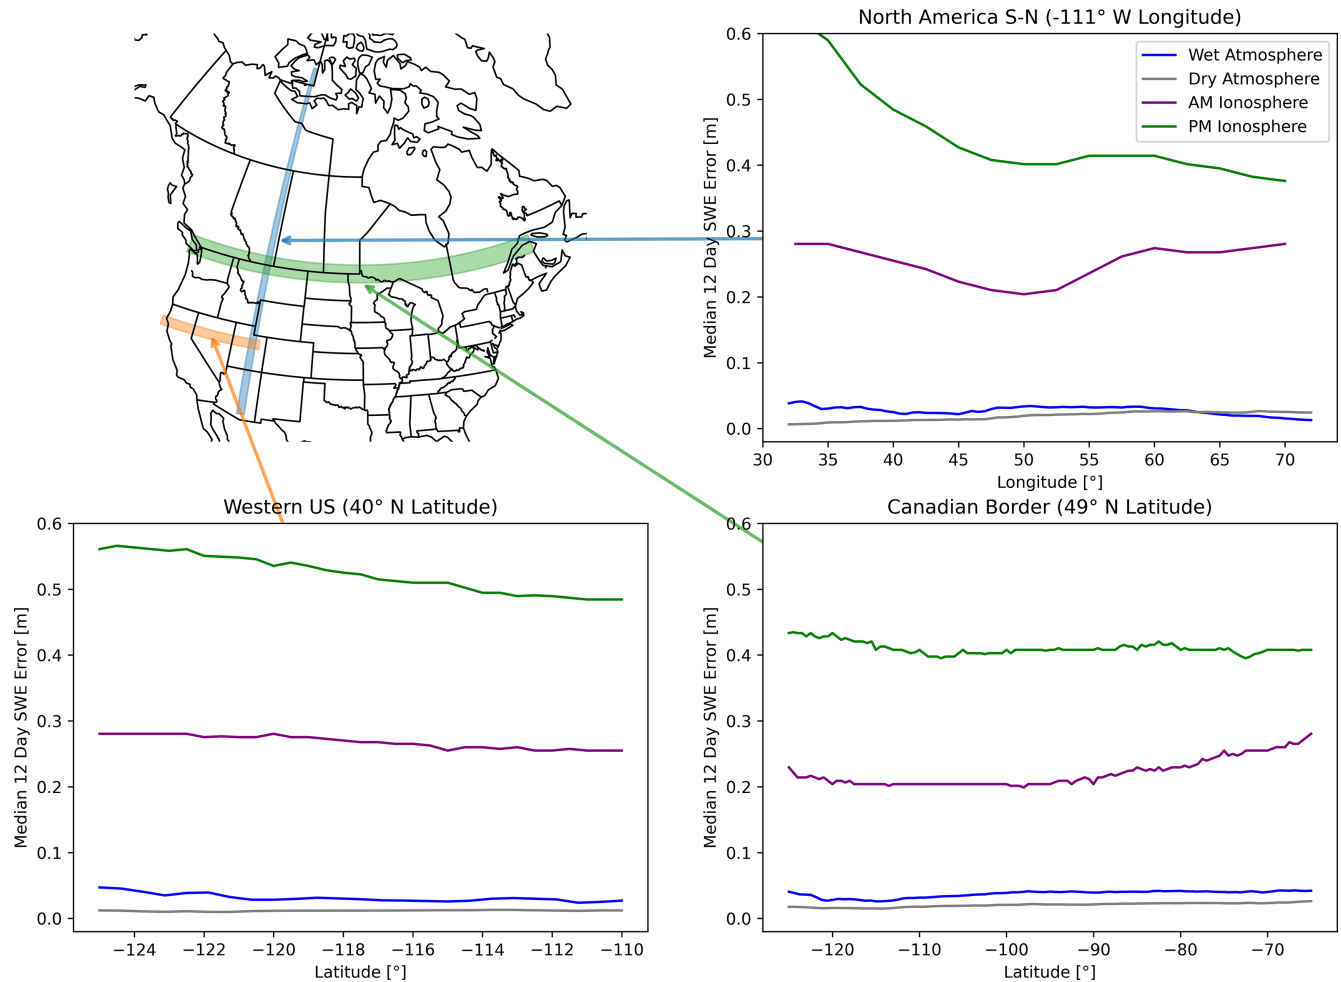 North America S-N (-111° W Longitude)
Median 12 Day SWE Error [m]
0.6
0.5
0.4
0.3
0.2
0.1
0.0
Wet Atmosphere
Dry Atmosphere
AM Ionosphere
PM Ionosphere
30 35 40 45 50 55 60 65 70
Longitude [°]
Western US (40° N Latitude)
Median 12 Day SWE Error [m]
0.6
0.5
0.4
0.3
0.2
0.1
0.0
−124 −122 −120 −118 −116 −114 −112 −110
Latitude [°]
Canadian Border (49° N Latitude)
Median 12 Day SWE Error [m]
0.6
0.5
0.4
0.3
0.2
0.1
0.0
−120 −110 −100 −90 −80 −70
Latitude [°]